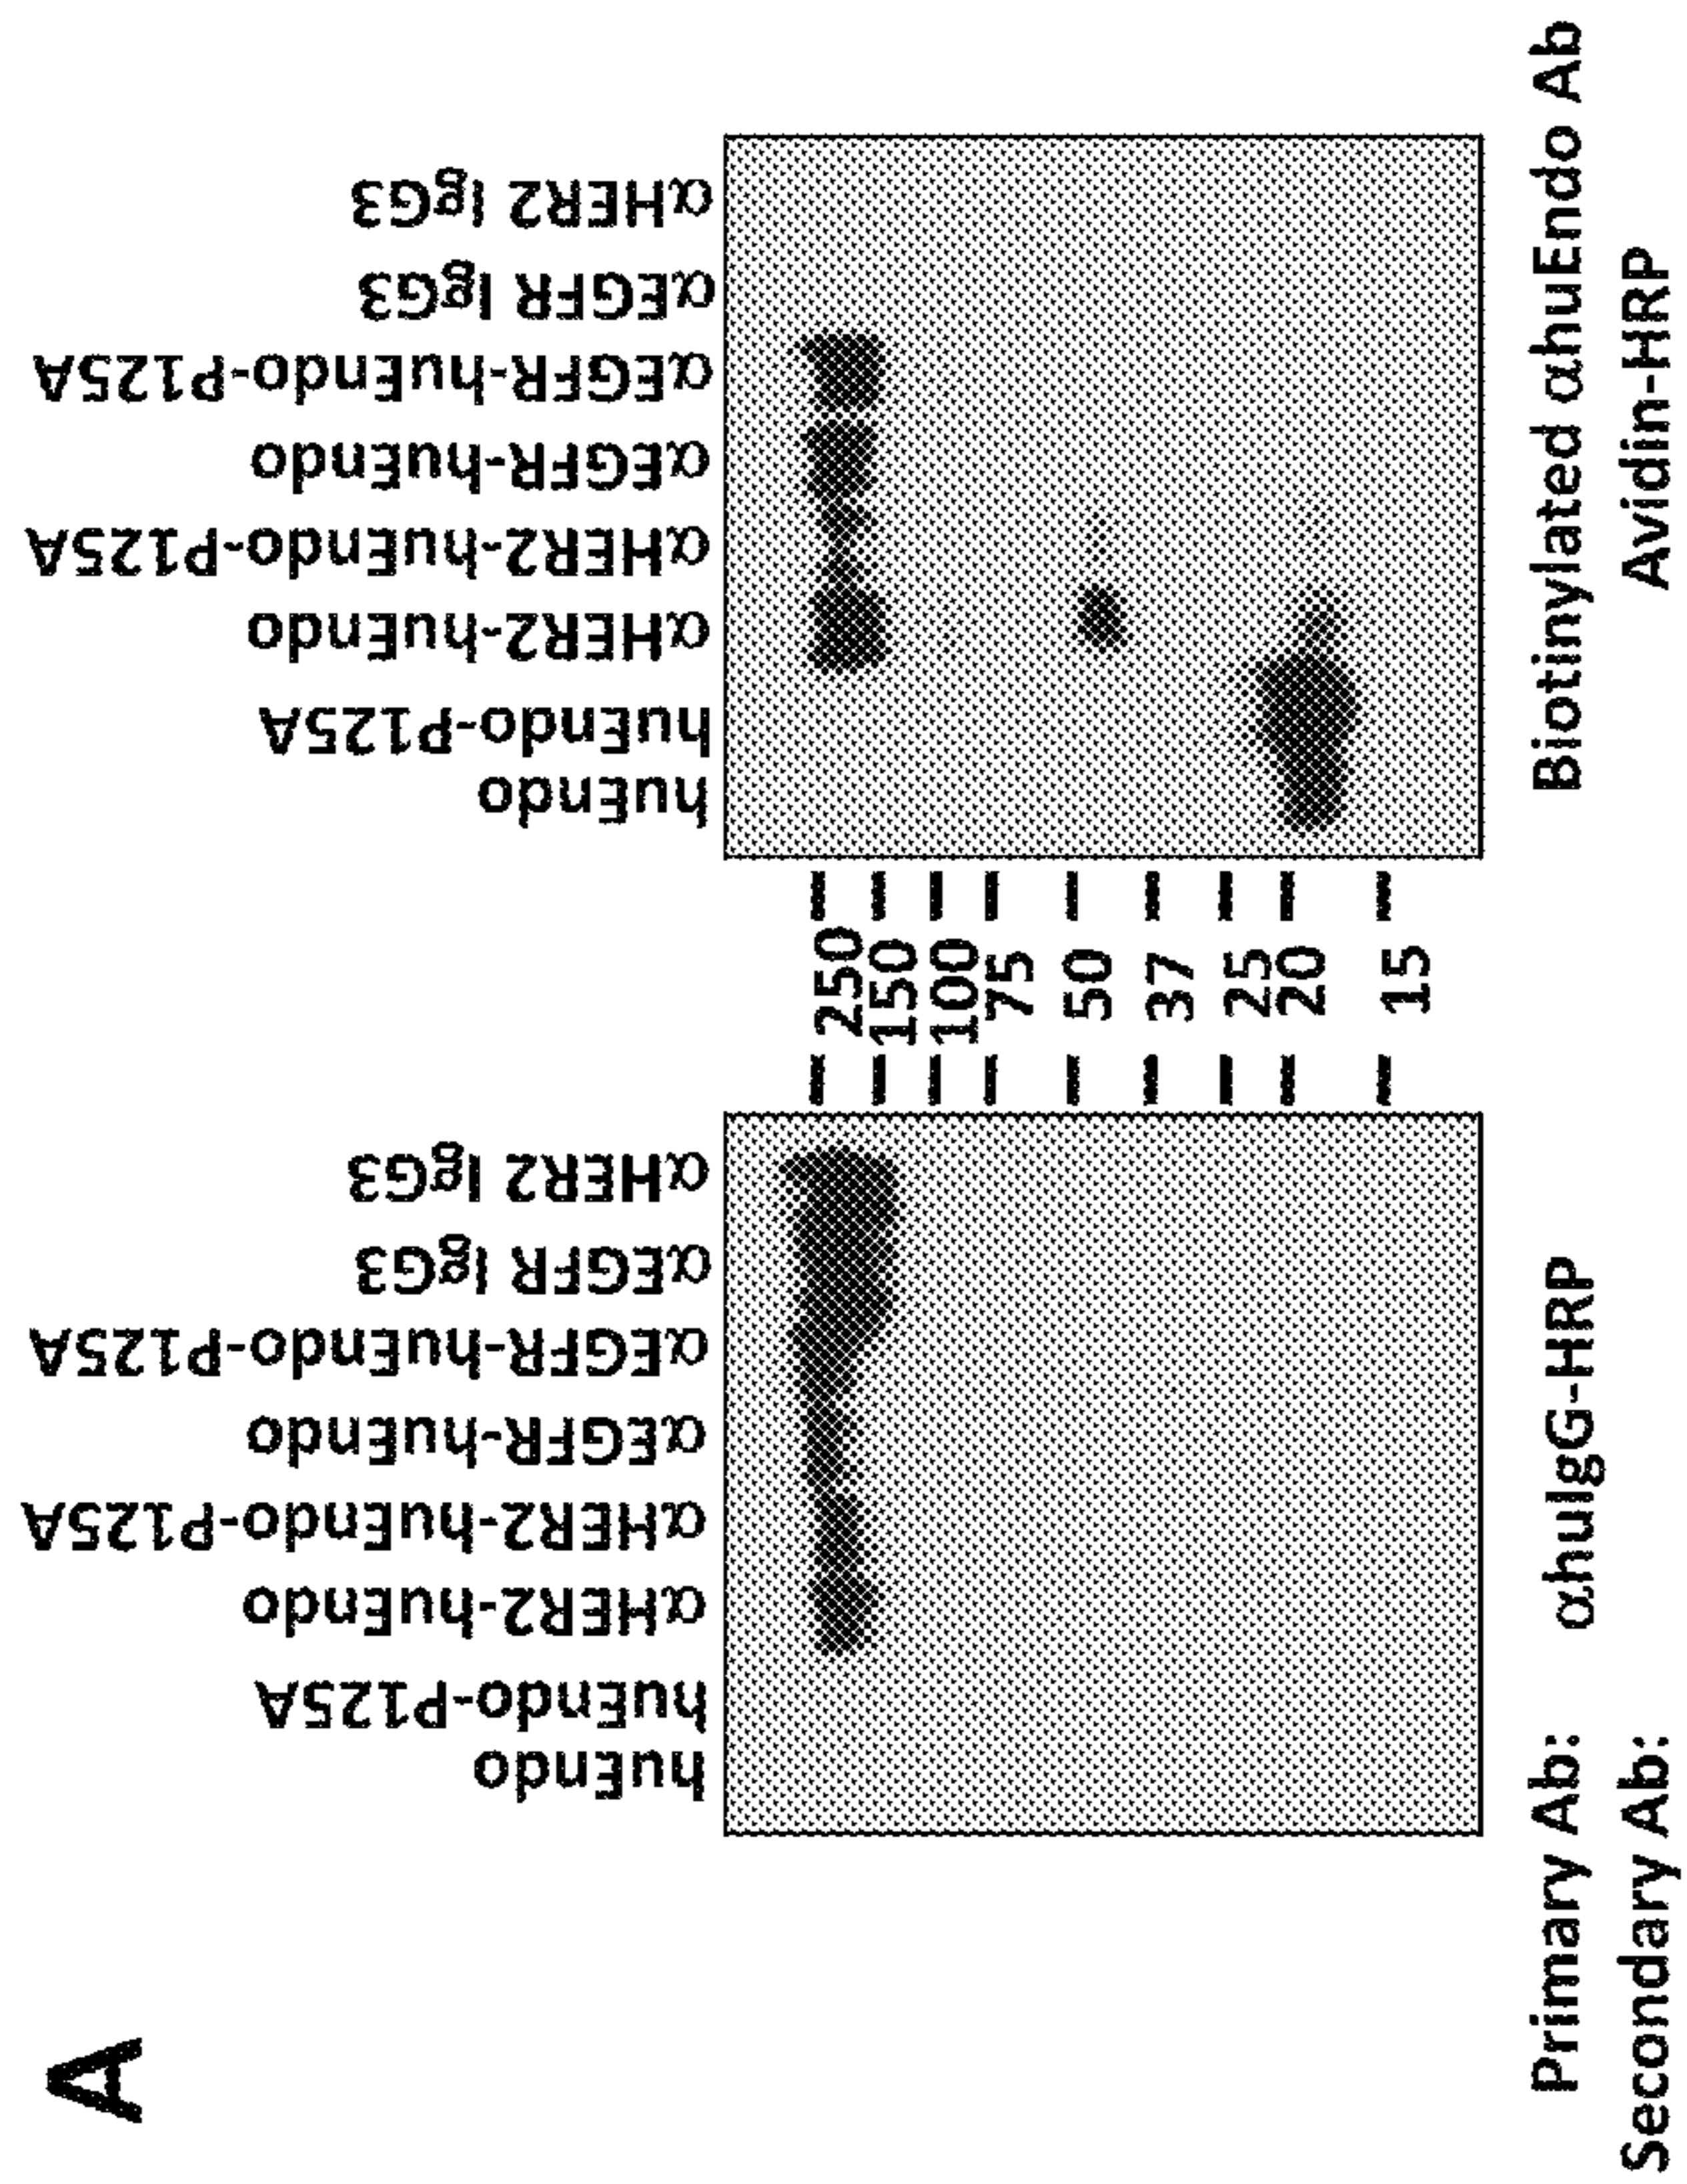 A
huEndo
huEndo-P125A
αHER2-huEndo
αHER2-huEndo-P125A
αEGFR-huEndo
αEGFR-huEndo-P125A
αEGFR IgG3
αHER2 IgG3
250
150
100
75
50
37
25
20
15
huEndo
huEndo-P125A
αHER2-huEndo
αHER2-huEndo-P125A
αEGFR-huEndo
αEGFR-huEndo-P125A
αEGFR IgG3
αHER2 IgG3
Primary Ab: αhuIgG-HRP Biotinylated αhuEndo Ab
Secondary Ab: Avidin-HRP